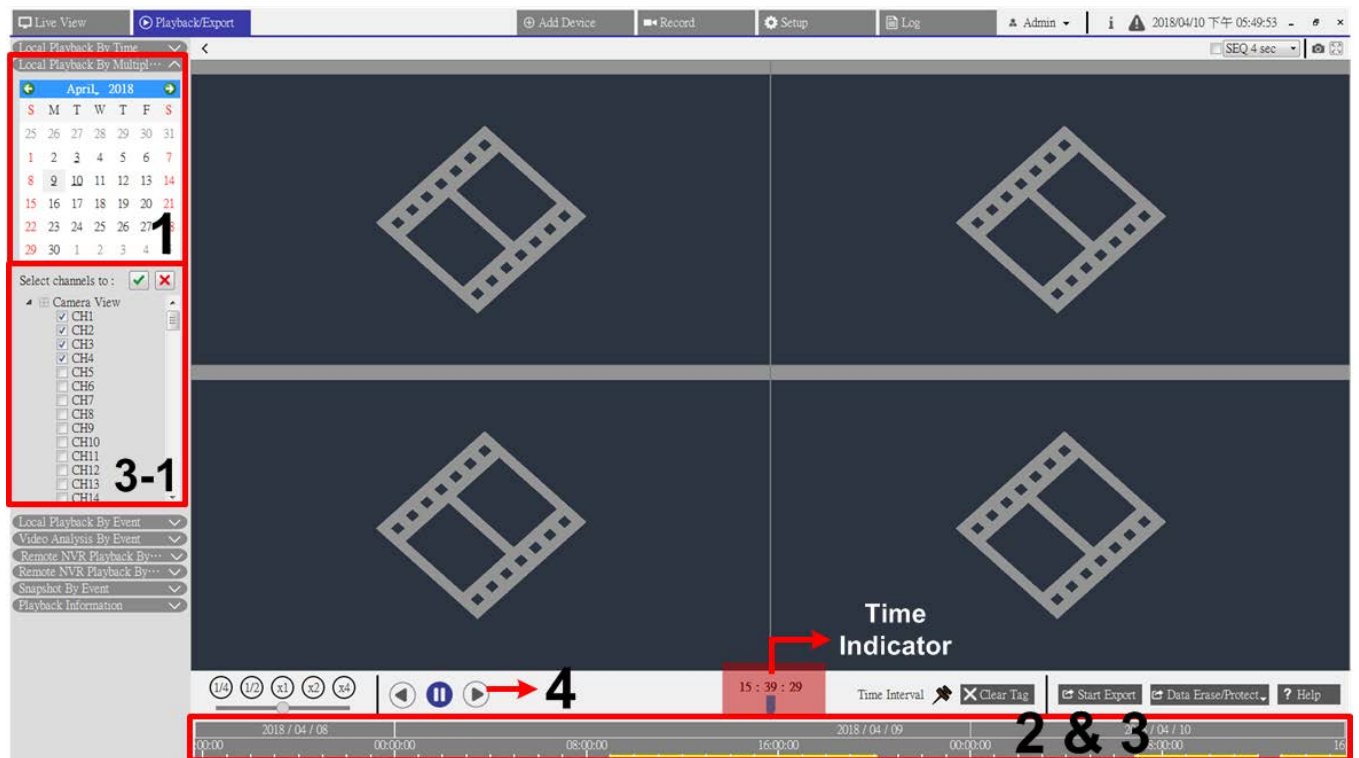 Live View
Playback/Export
Add Device
Record
Setup
Log
Admin
i
2018/04/10 下午 05:49:53
Local Playback By Time
SEQ 4 sec
Local Playback By Multipl···
April, 2018
S M T W T F S
25 26 27 28 29 30 31
1 2 3 4 5 6 7
8 9 10 11 12 13 14
15 16 17 18 19 20 21
22 23 24 25 26 27
29 30 1 2 3 4
1
Select channels to :
Camera View
CH1
CH2
CH3
CH4
CH5
CH6
CH7
CH8
CH9
CH10
CH11
CH12
CH13
CH14
3-1
Local Playback By Event
Video Analysis By Event
Remote NVR Playback By···
Remote NVR Playback By···
Snapshot By Event
Playback Information
Time
Indicator
1/4 1/2 x1 x2 x4
4
15 : 39 : 29
Time Interval
Clear Tag
Start Export
Data Erase/Protect
? Help
2 & 3
2018 / 04 / 08
2018 / 04 / 09
/ 04 / 10
:00:00
00:00:00
08:00:00
16:00:00
00:00:00
8:00:00
16